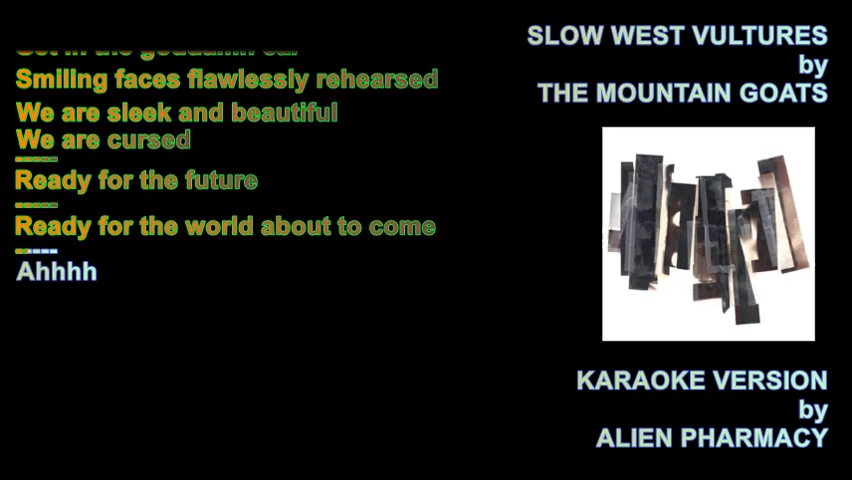 Smiling faces flawlessly rehearsed
We are sleek and beautiful
We are cursed
-----
Ready for the future
-----
Ready for the world about to come
-----
Ahhhh
SLOW WEST VULTURES
by
THE MOUNTAIN GOATS
KARAOKE VERSION
by
ALIEN PHARMACY